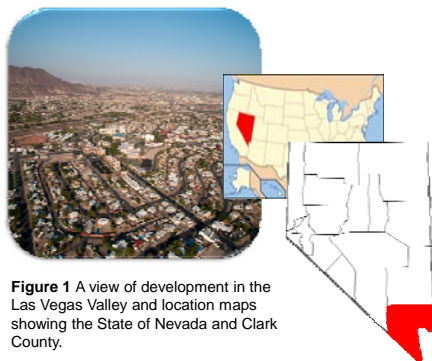 Figure 1 A view of development in the
Las Vegas Valley and location maps
showing the State of Nevada and Clark
County.